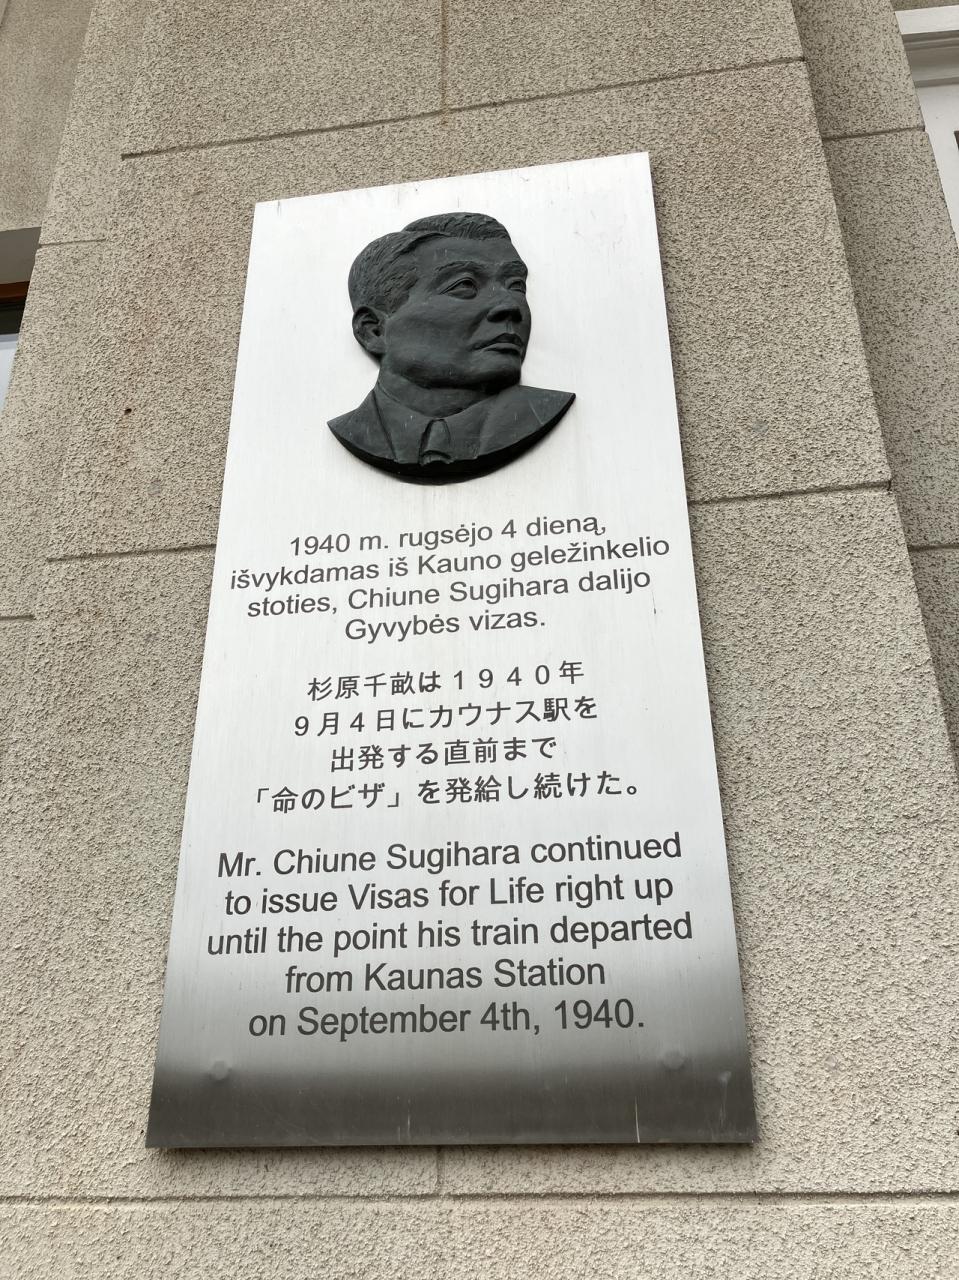 1940 m. rugsėjo 4 dieną,
išvykdamas iš Kauno geležinkelio
stoties, Chiune Sugihara dalijo
Gyvybės vizas.
杉原千畝は１９４０年
９月４日にカウナス駅を
出発する直前まで
「命のビザ」を発給し続けた。
Mr. Chiune Sugihara continued
to issue Visas for Life right up
until the point his train departed
from Kaunas Station
on September 4th, 1940.